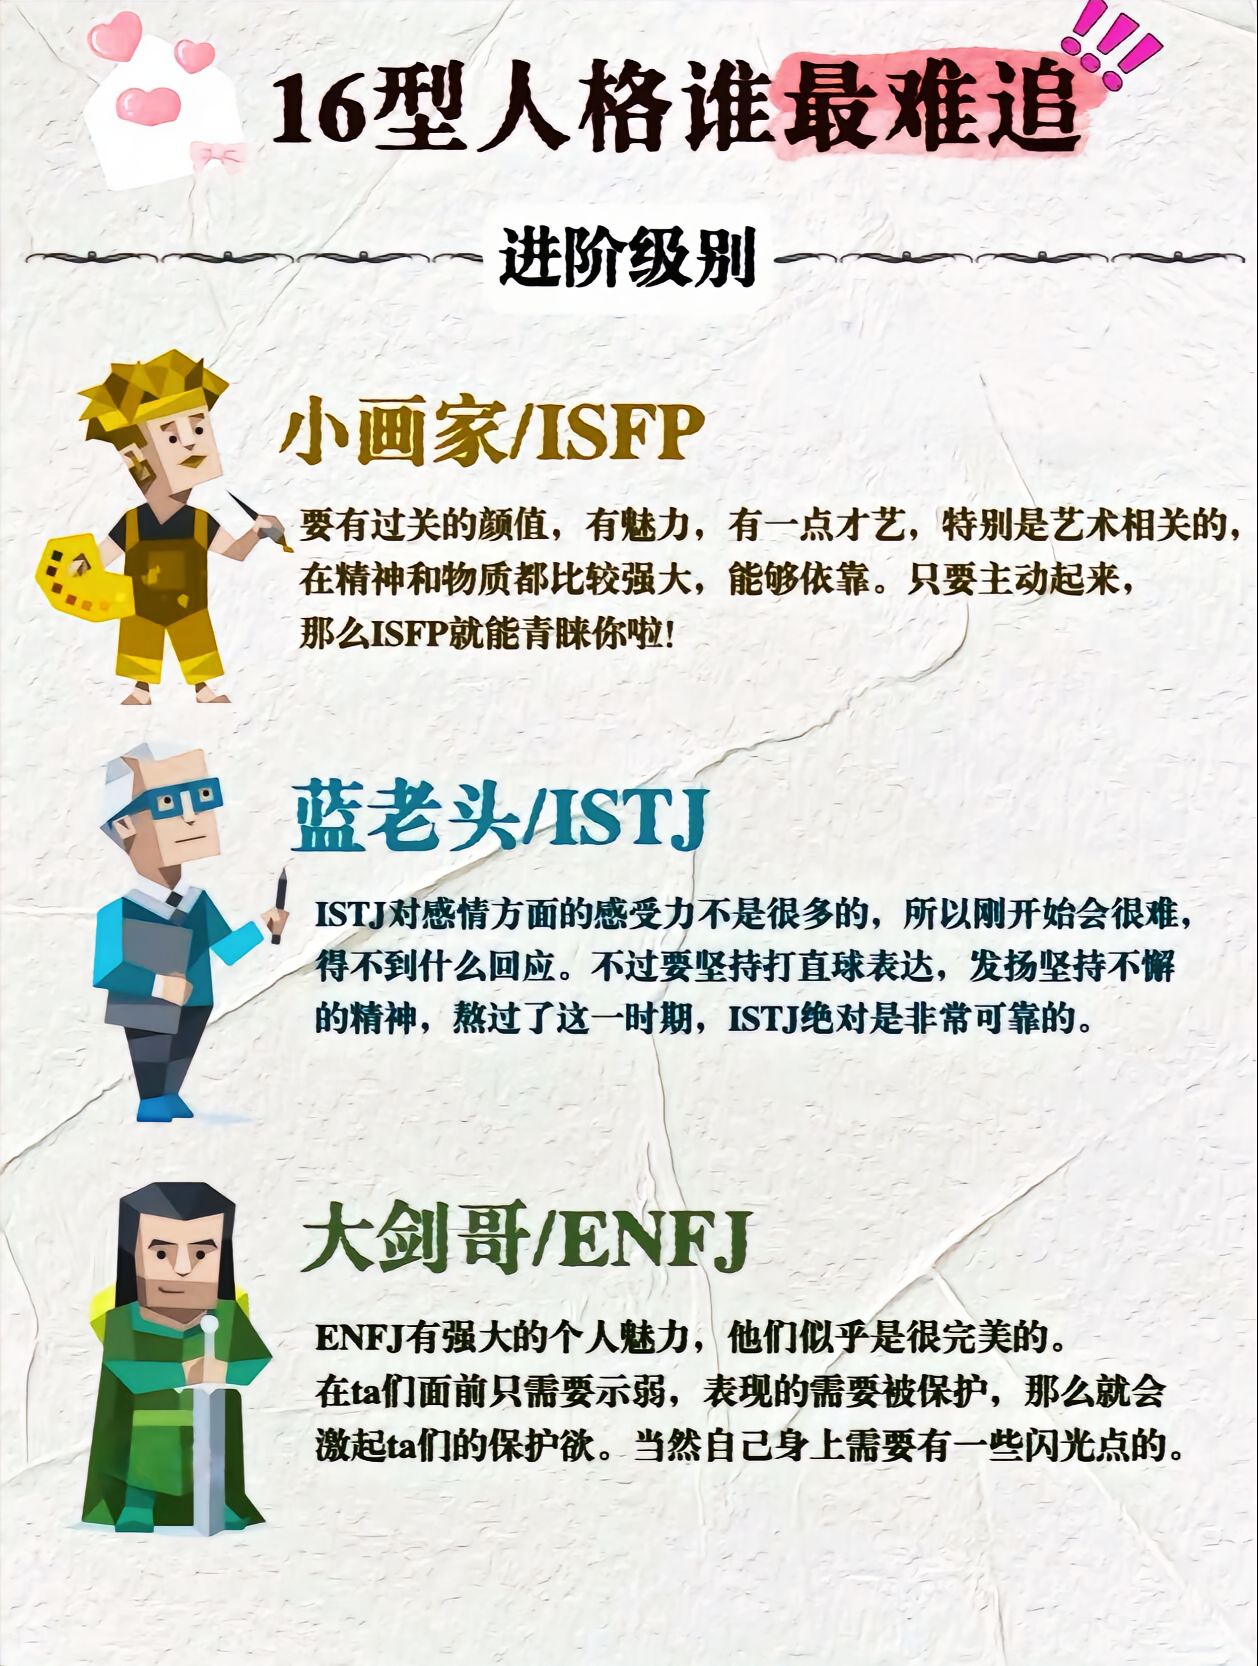 16型人格谁最难追!!!
进阶级别
小画家/ISFP
要有过关的颜值，有魅力，有一点才艺，特别是艺术相关的，
在精神和物质都比较强大，能够依靠。只要主动起来，
那么ISFP就能青睐你啦!
蓝老头/ISTJ
ISTJ对感情方面的感受力不是很多的，所以刚开始会很难，
得不到什么回应。不过要坚持打直球表达，发扬坚持不懈
的精神，熬过了这一时期，ISTJ绝对是非常可靠的。
大剑哥/ENFJ
ENFJ有强大的个人魅力，他们似乎是很完美的。
在ta们面前只需要示弱，表现的需要被保护，那么就会
激起ta们的保护欲。当然自己身上需要有一些闪光点的。